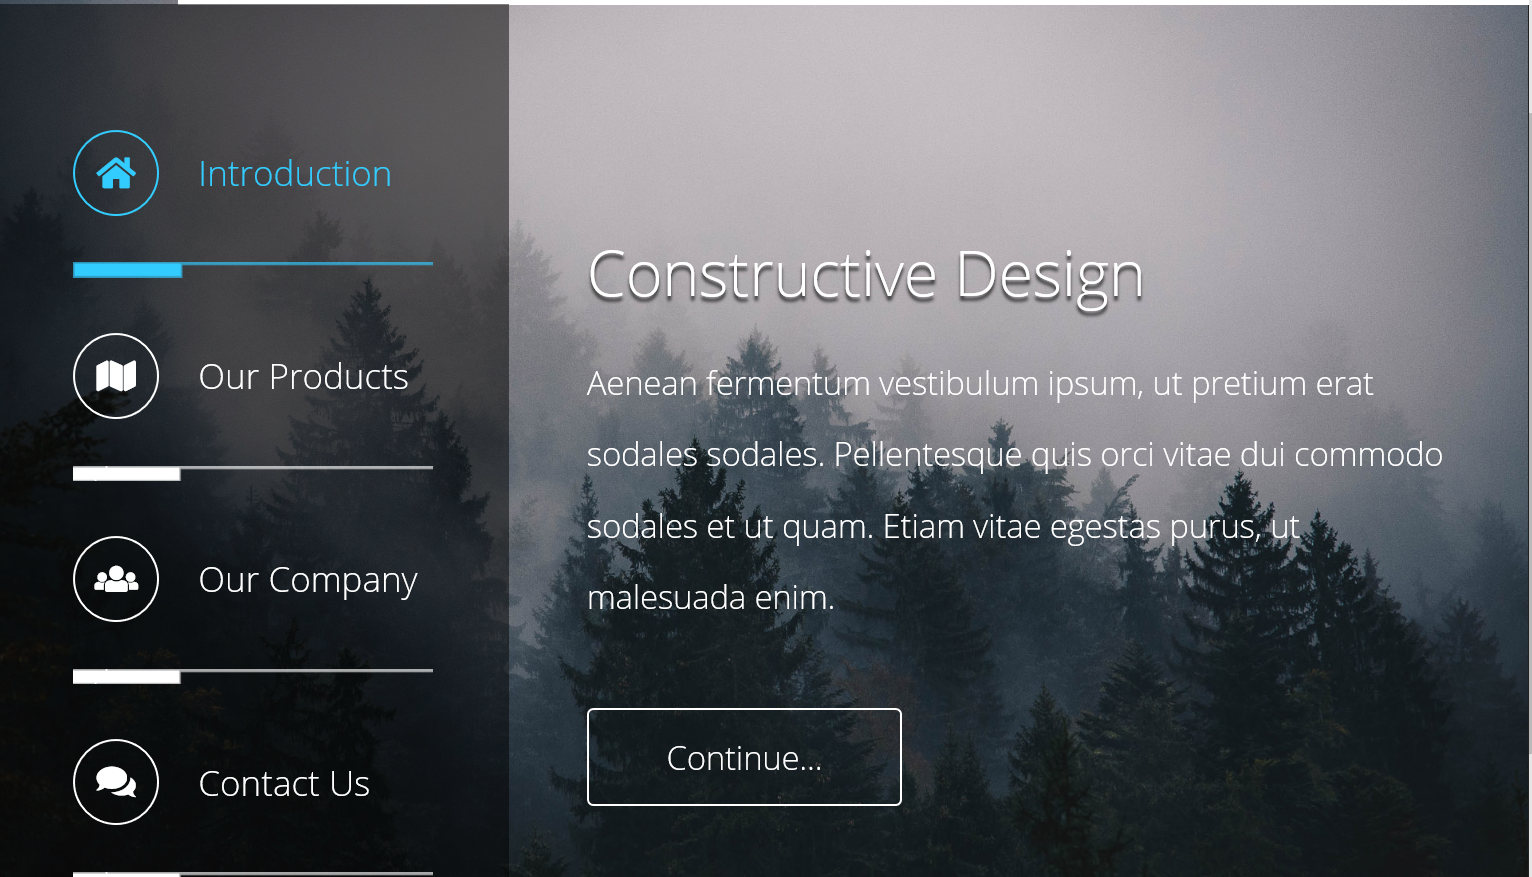 Introduction
Our Products
Our Company
Contact Us
Constructive Design
Aenean fermentum vestibulum ipsum, ut pretium erat
sodales sodales. Pellentesque quis orci vitae dui commodo
sodales et ut quam. Etiam vitae egestas purus, ut
malesuada enim.
Continue...